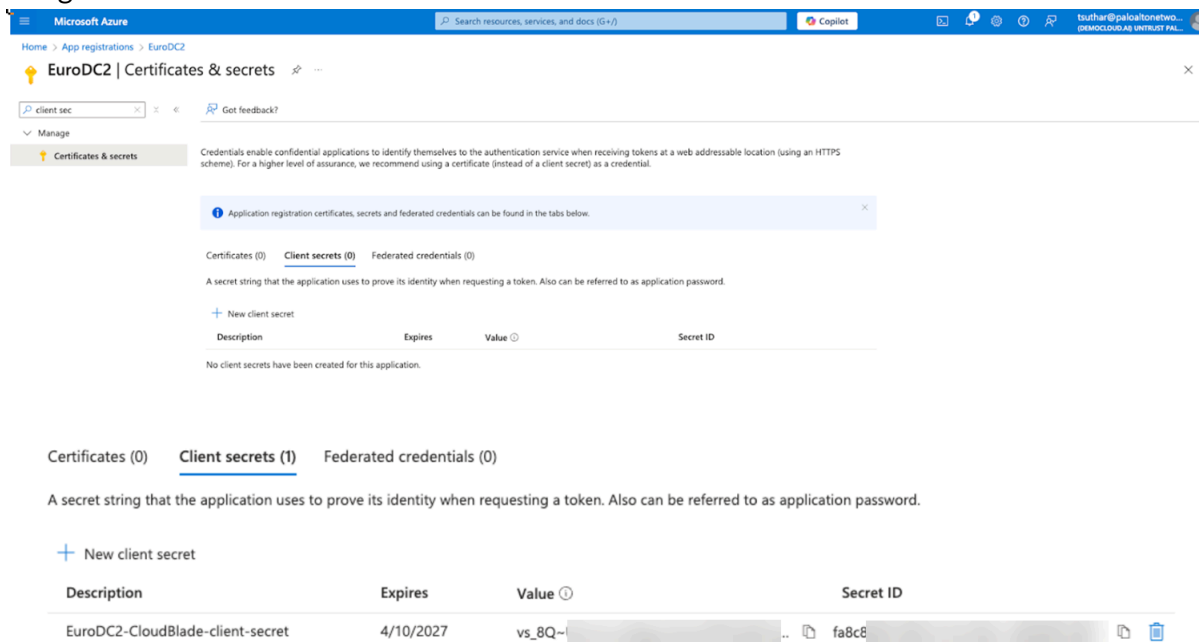 Microsoft Azure
Search resources, services, and docs (G+/)
Copilot
1
tsuthar@paloaltonetwo...
(DEMOCLOUD.AI) UNTRUST PAL...
Home > App registrations > EuroDC2
EuroDC2 | Certificates & secrets
client sec
Got feedback?
Manage
Certificates & secrets
Credentials enable confidential applications to identify themselves to the authentication service when receiving tokens at a web addressable location (using an HTTPS
scheme). For a higher level of assurance, we recommend using a certificate (instead of a client secret) as a credential.
Application registration certificates, secrets and federated credentials can be found in the tabs below.
Certificates (0) Client secrets (0) Federated credentials (0)
A secret string that the application uses to prove its identity when requesting a token. Also can be referred to as application password.
New client secret
Description Expires Value Secret ID
No client secrets have been created for this application.
Certificates (0) Client secrets (1) Federated credentials (0)
A secret string that the application uses to prove its identity when requesting a token. Also can be referred to as application password.
New client secret
Description Expires Value Secret ID
EuroDC2-CloudBlade-client-secret 4/10/2027 vs_8Q~ .. fa8c8